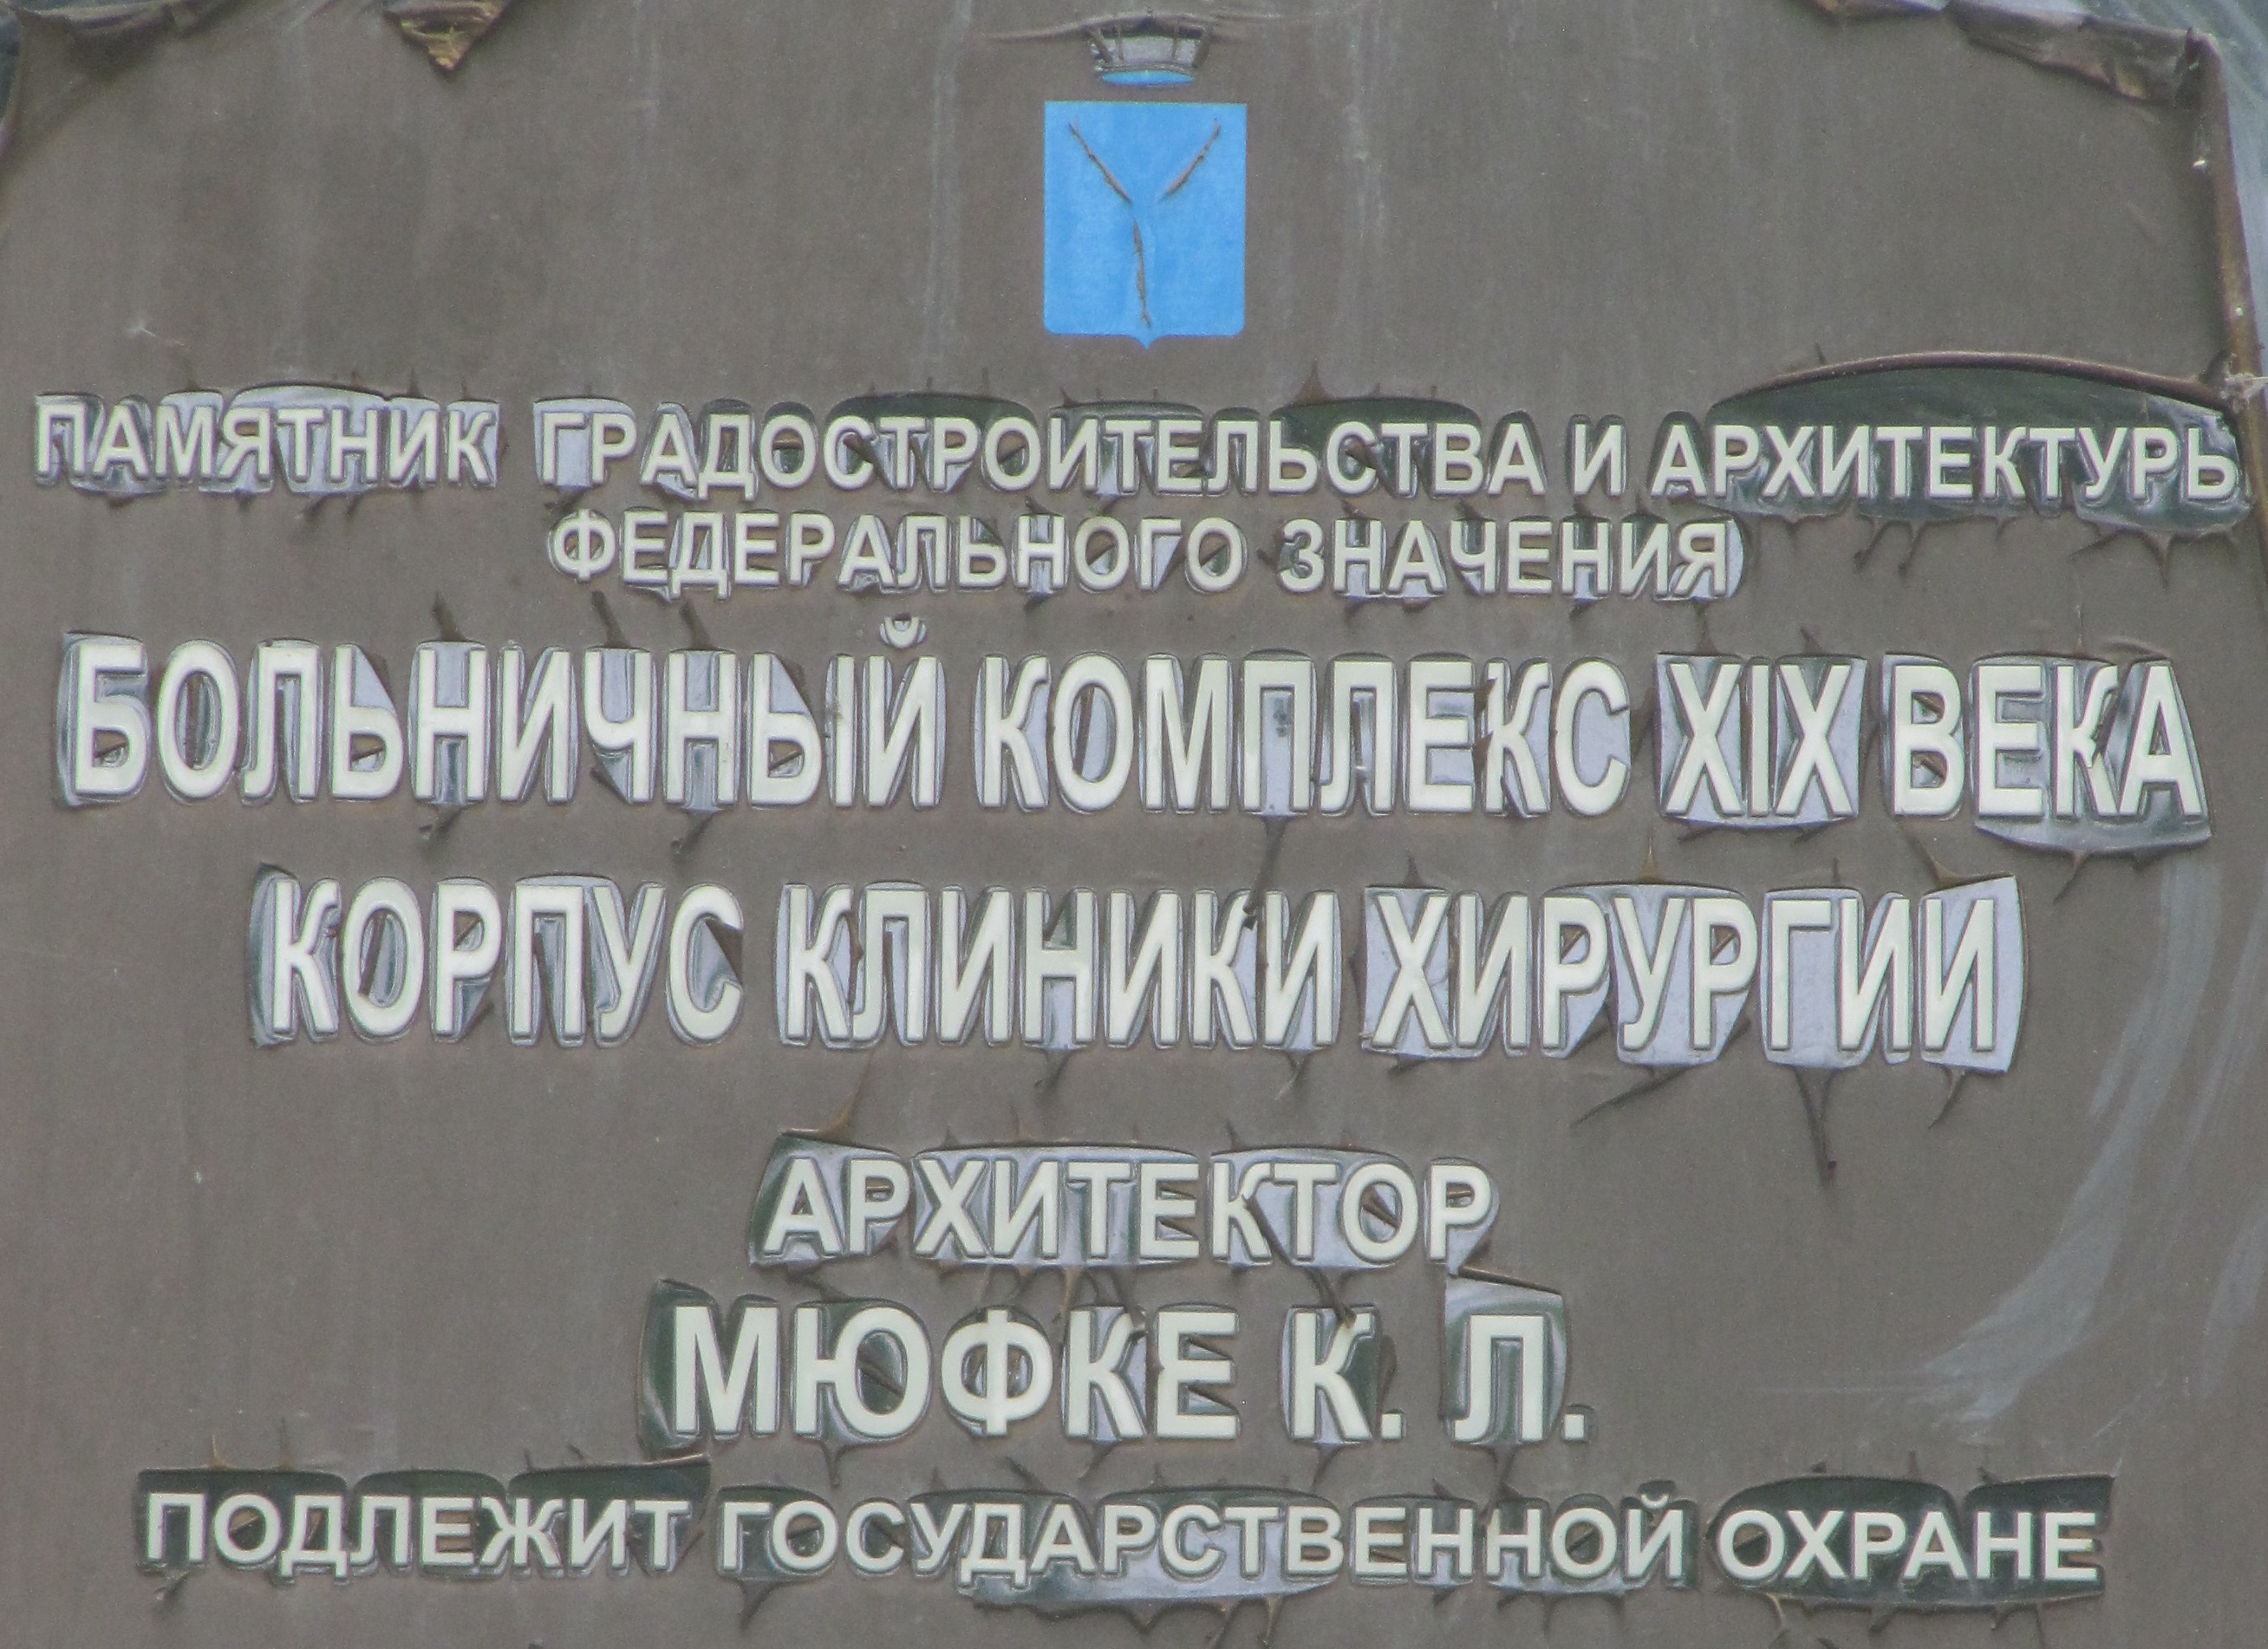 ПАМЯТНИК ГРАДОСТРОИТЕЛЬСТВА И АРХИТЕКТУРЫ
ФЕДЕРАЛЬНОГО ЗНАЧЕНИЯ
БОЛЬНИЧНЫЙ КОМПЛЕКС XIX ВЕКА
КОРПУС КЛИНИКИ ХИРУРГИИ
АРХИТЕКТОР
МЮФКЕ К. Л.
ПОДЛЕЖИТ ГОСУДАРСТВЕННОЙ ОХРАНЕ